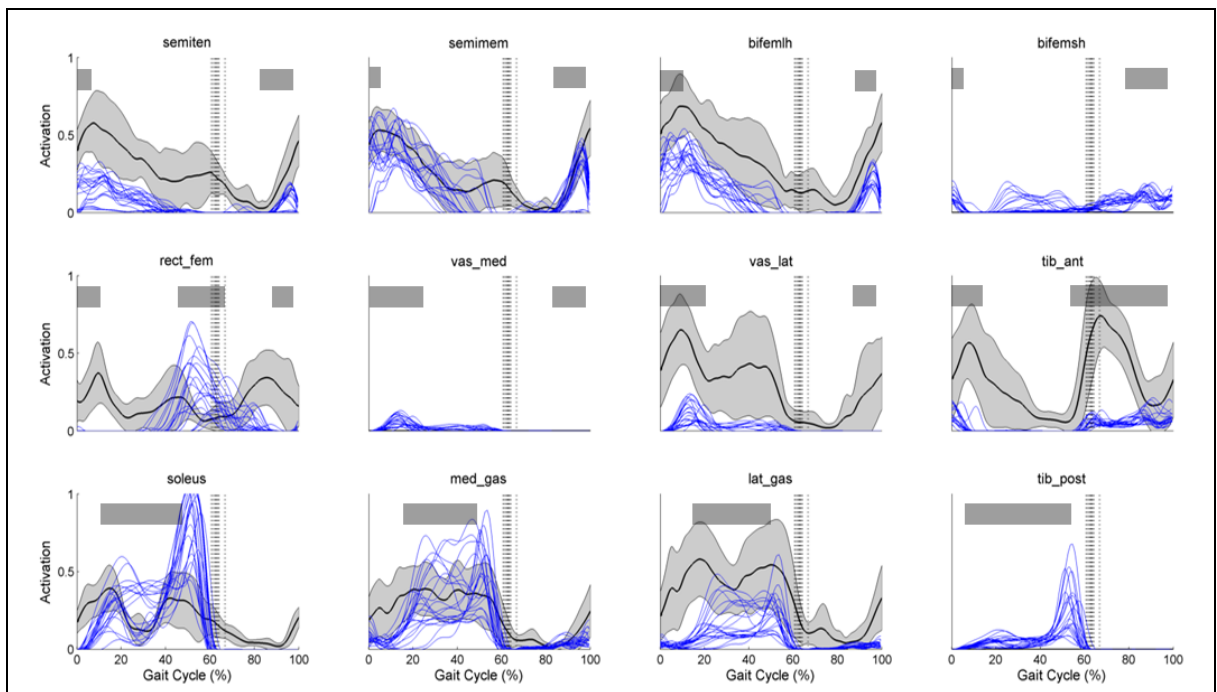 semiten semimem bifemlh bifemsh
1
0.5
0
Activation
rect_fem vas_med vas_lat tib_ant
1
0.5
0
Activation
soleus med_gas lat_gas tib_post
1
0.5
0
Activation
0 20 40 60 80 100 0 20 40 60 80 100 0 20 40 60 80 100 0 20 40 60 80 100
Gait Cycle (%) Gait Cycle (%) Gait Cycle (%) Gait Cycle (%)